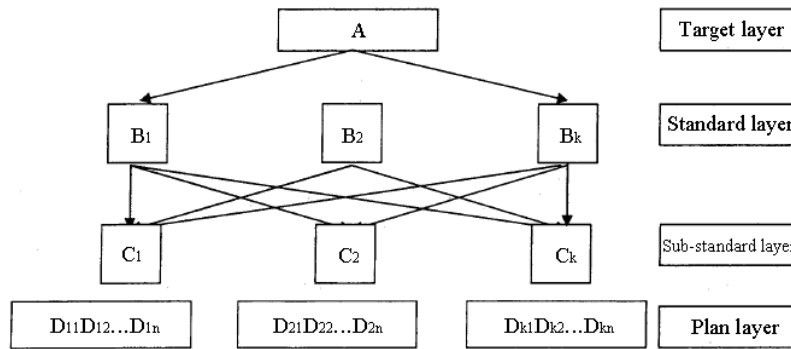 A
Target layer
B1
B2
Bk
Standard layer
C1
C2
Ck
Sub-standard layer
D11D12...D1n
D21D22...D2n
Dk1Dk2...Dkn
Plan layer